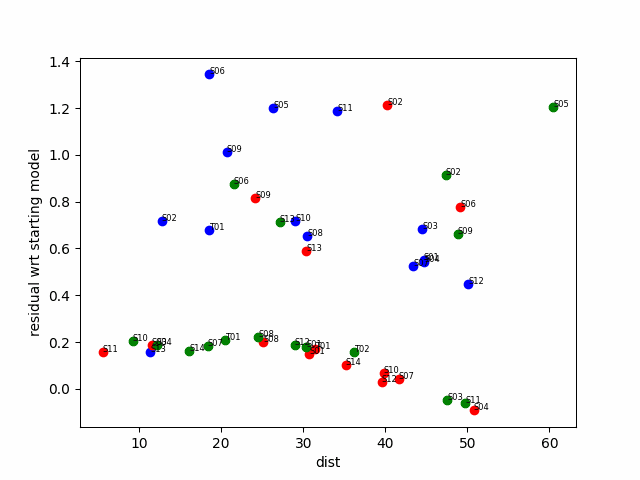 1.4
1.2
1.0
0.8
0.6
0.4
0.2
0.0
residual wrt starting model
10
20
30
40
50
60
dist
S06
S05
S11
S02
S05
S09
S02
S06
S09
S06
S02
T01
S13
S10
S08
S13
S03
S09
S12
S11
S10
S13
S14
S07
T01
S08
S08
S12
T02
S14
S10
S12
S07
S03
S11
S04